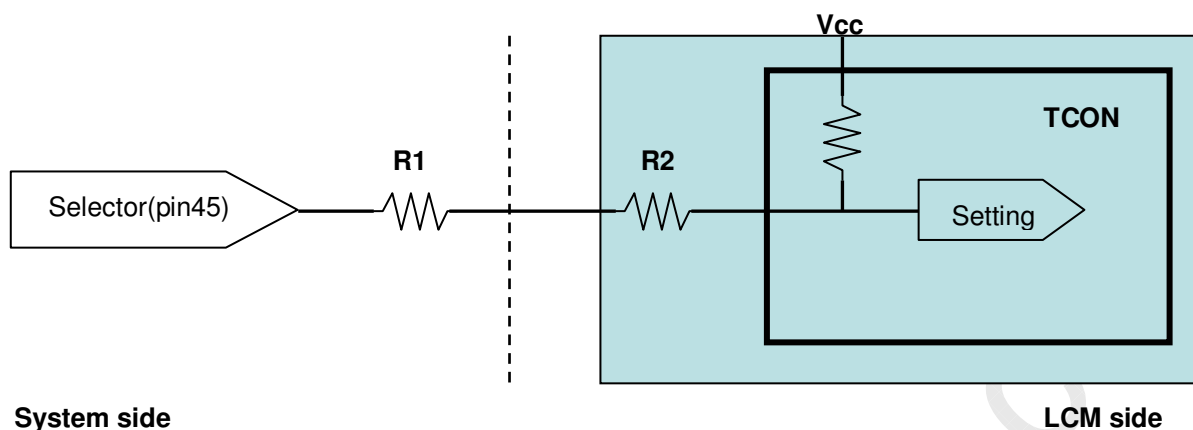 Vcc
TCON
R1
R2
Selector(pin45)
Setting
System side
LCM side